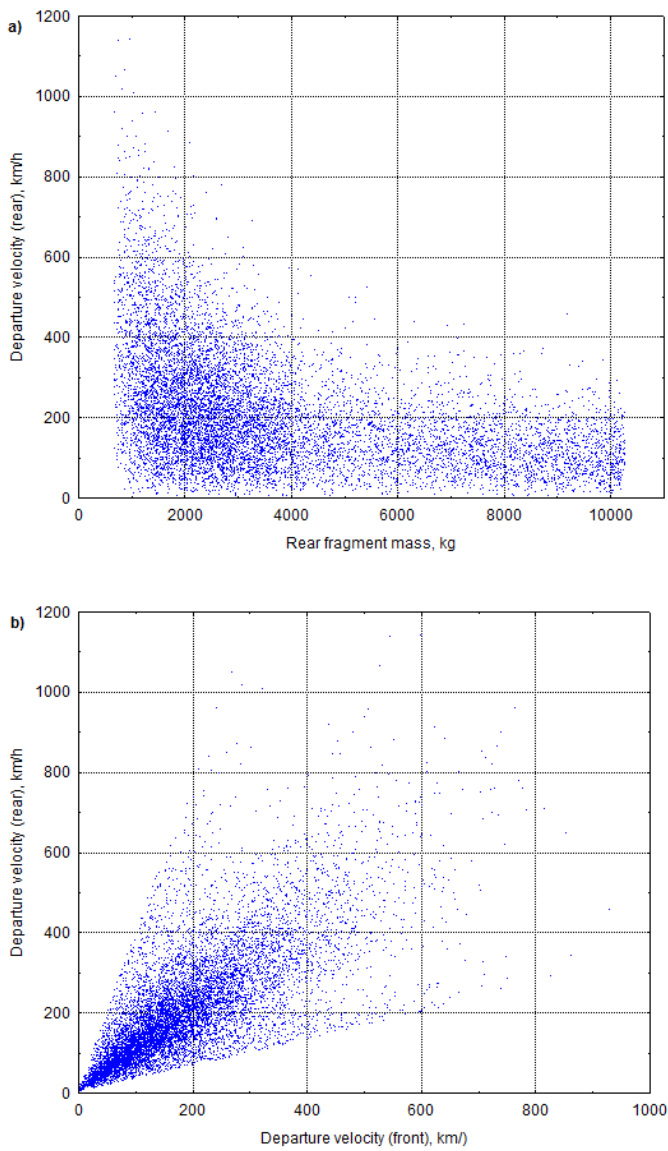 a)
1200
1000
800
600
400
200
0
Departure velocity (rear), km/h
0 2000 4000 6000 8000 10000
Rear fragment mass, kg
b)
1200
1000
800
600
400
200
0
Departure velocity (rear), km/h
0 200 400 600 800 1000
Departure velocity (front), km/)